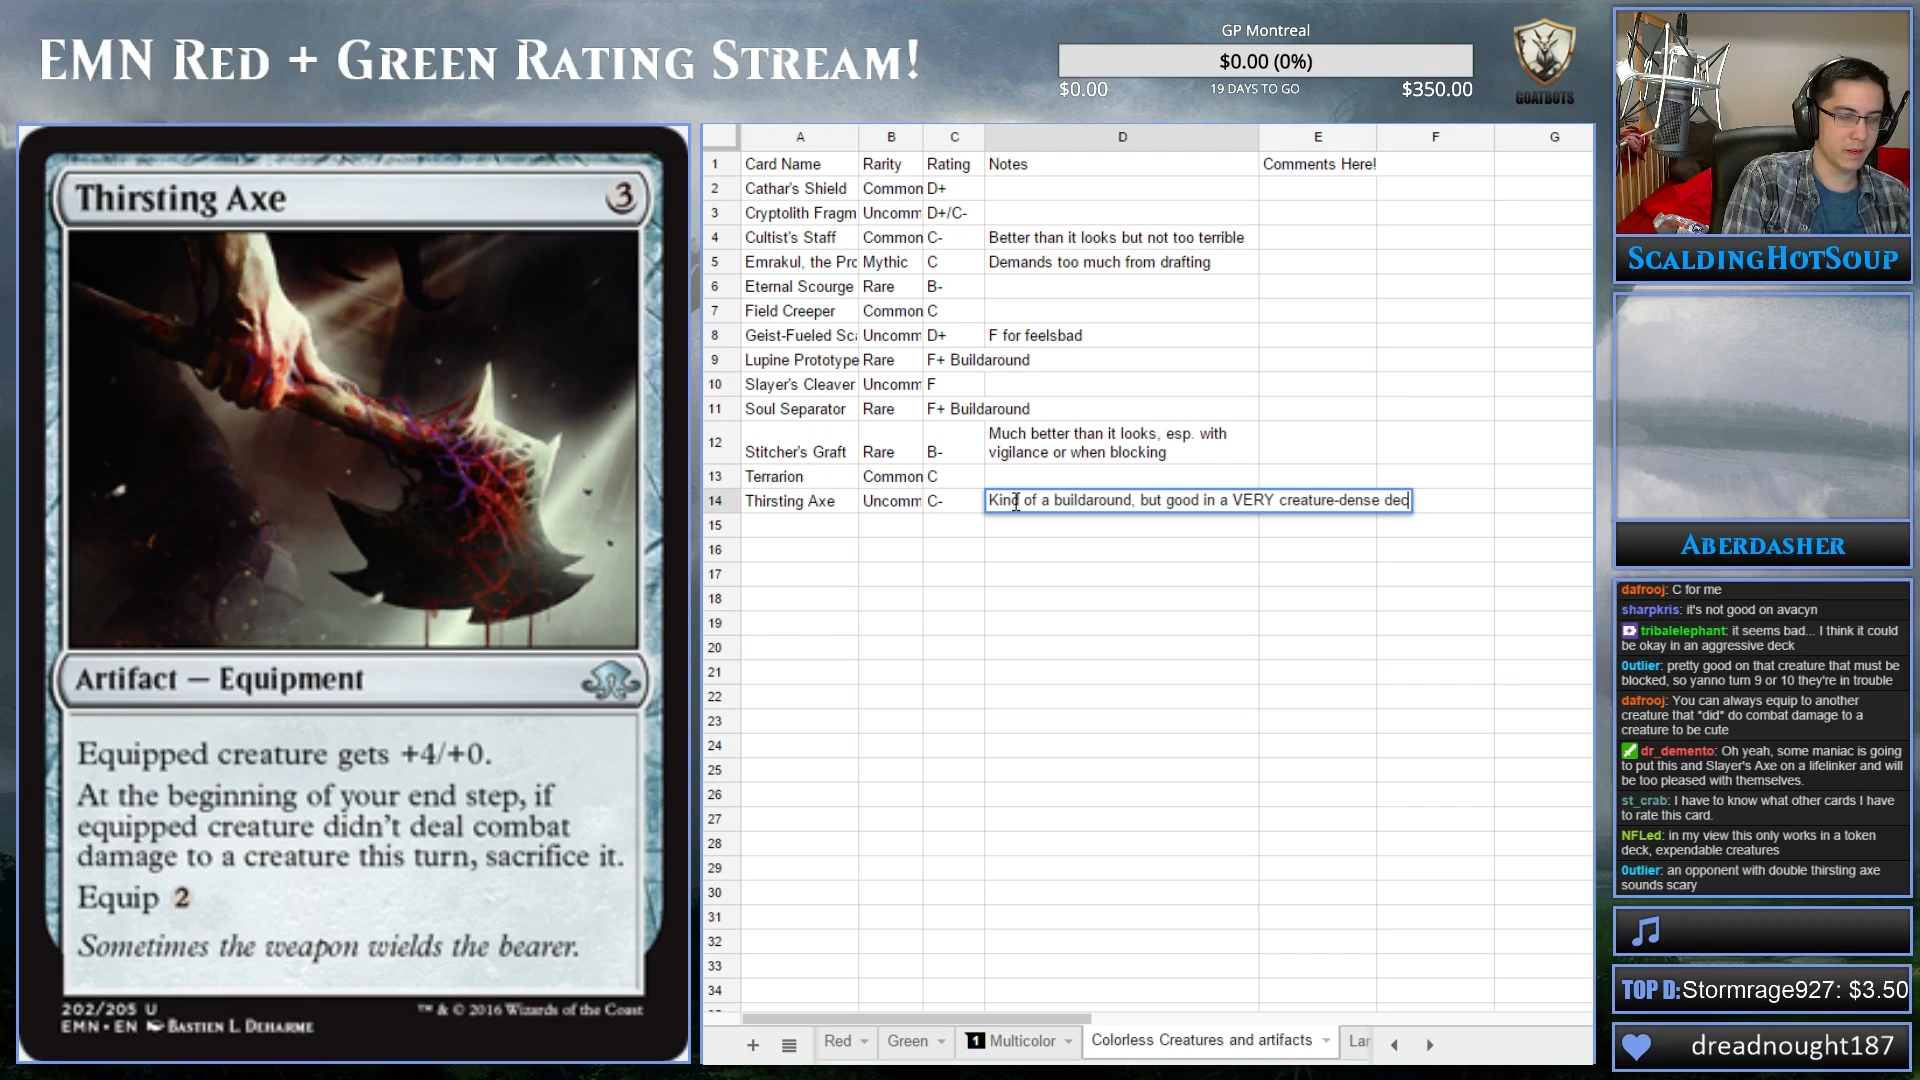 EMN Red + Green Rating Stream!
GP Montreal
$0.00 (0%)
$0.00
19 DAYS TO GO
$350.00
GOATBOTS
Thirsting Axe
3
Artifact — Equipment
Equipped creature gets +4/+0.
At the beginning of your end step, if
equipped creature didn't deal combat
damage to a creature this turn, sacrifice it.
Equip 2
Sometimes the weapon wields the bearer.
202/205 U
EMN • EN Bastien L. Deharme
™ & © 2016 Wizards of the Coast
A B C D E F G
1 Card Name Rarity Rating Notes Comments Here!
2 Cathar's Shield Common D+
3 Cryptolith Fragm Uncomm D+/C-
4 Cultist's Staff Common C- Better than it looks but not too terrible
5 Emrakul, the Pro Mythic C Demands too much from drafting
6 Eternal Scourge Rare B-
7 Field Creeper Common C
8 Geist-Fueled Sca Uncomm D+ F for feelsbad
9 Lupine Prototype Rare F+ Buildaround
10 Slayer's Cleaver Uncomm F
11 Soul Separator Rare F+ Buildaround
12 Stitcher's Graft Rare B- Much better than it looks, esp. with
vigilance or when blocking
13 Terrarion Common C
14 Thirsting Axe Uncomm C- Kind of a buildaround, but good in a VERY creature-dense dec
15
16
17
18
19
20
21
22
23
24
25
26
27
28
29
30
31
32
33
34
+ Red Green 1 Multicolor Colorless Creatures and artifacts Lar
ScaldingHotSoup
Aberdasher
dafrooj: C for me
sharpkris: it's not good on avacyn
tribalelephant: it seems bad... I think it could
be okay in an aggressive deck
0utlier: pretty good on that creature that must be
blocked, so yanno turn 9 or 10 they're in trouble
dafrooj: You can always equip to another
creature that *did* do combat damage to a
creature to be cute
dr_demento: Oh yeah, some maniac is going
to put this and Slayer's Axe on a lifelinker and will
be too pleased with themselves.
st_crab: I have to know what other cards I have
to rate this card.
NFLed: in my view this only works in a token
deck, expendable creatures
0utlier: an opponent with double thirsting axe
sounds scary
TOP D: Stormrage927: $3.50
dreadnought187